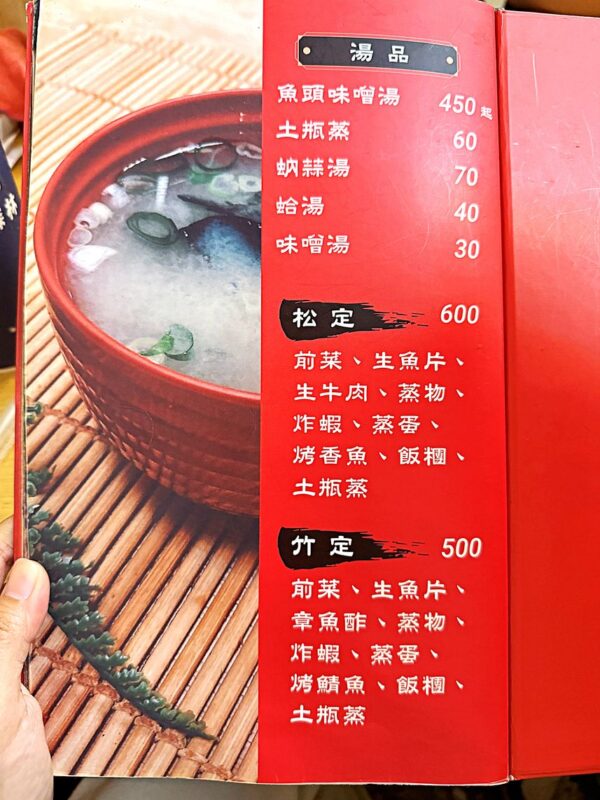 湯品
魚頭味噌湯 450起
土瓶蒸 60
蚋蒜湯 70
蛤湯 40
味噌湯 30
松定 600
前菜、生魚片、
生牛肉、蒸物、
炸蝦、蒸蛋、
烤香魚、飯糰、
土瓶蒸
竹定 500
前菜、生魚片、
章魚酢、蒸物、
炸蝦、蒸蛋、
烤鯖魚、飯糰、
土瓶蒸